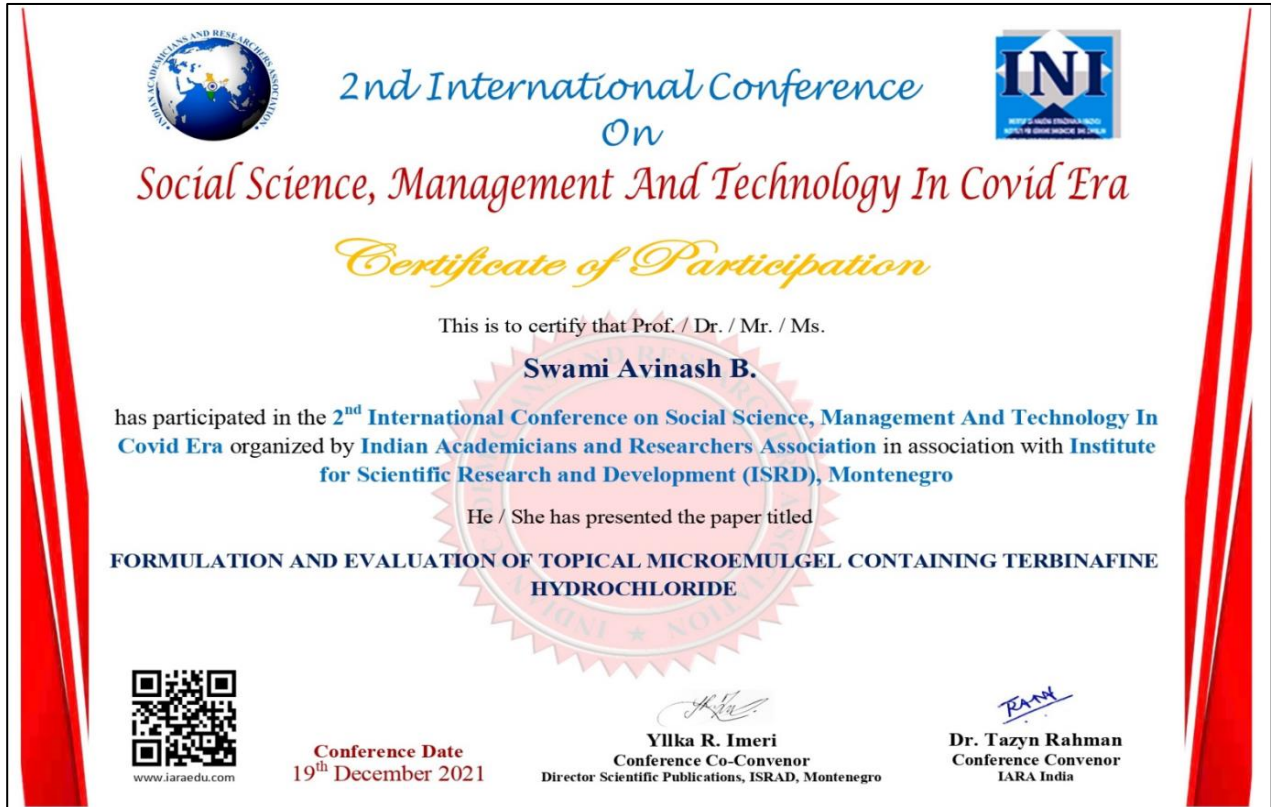 INDIAN ACADEMICIANS AND RESEARCHERS ASSOCIATION
INI
2nd International Conference
On
Social Science, Management And Technology In Covid Era
Certificate of Participation
This is to certify that Prof. / Dr. / Mr. / Ms.
Swami Avinash B.
has participated in the 2nd International Conference on Social Science, Management And Technology In
Covid Era organized by Indian Academicians and Researchers Association in association with Institute
for Scientific Research and Development (ISRD), Montenegro
He / She has presented the paper titled
FORMULATION AND EVALUATION OF TOPICAL MICROEMULGEL CONTAINING TERBINAFINE
HYDROCHLORIDE
www.iaraedu.com
Conference Date
19th December 2021
Yllka R. Imeri
Conference Co-Convenor
Director Scientific Publications, ISRAD, Montenegro
Dr. Tazyn Rahman
Conference Convenor
IARA India